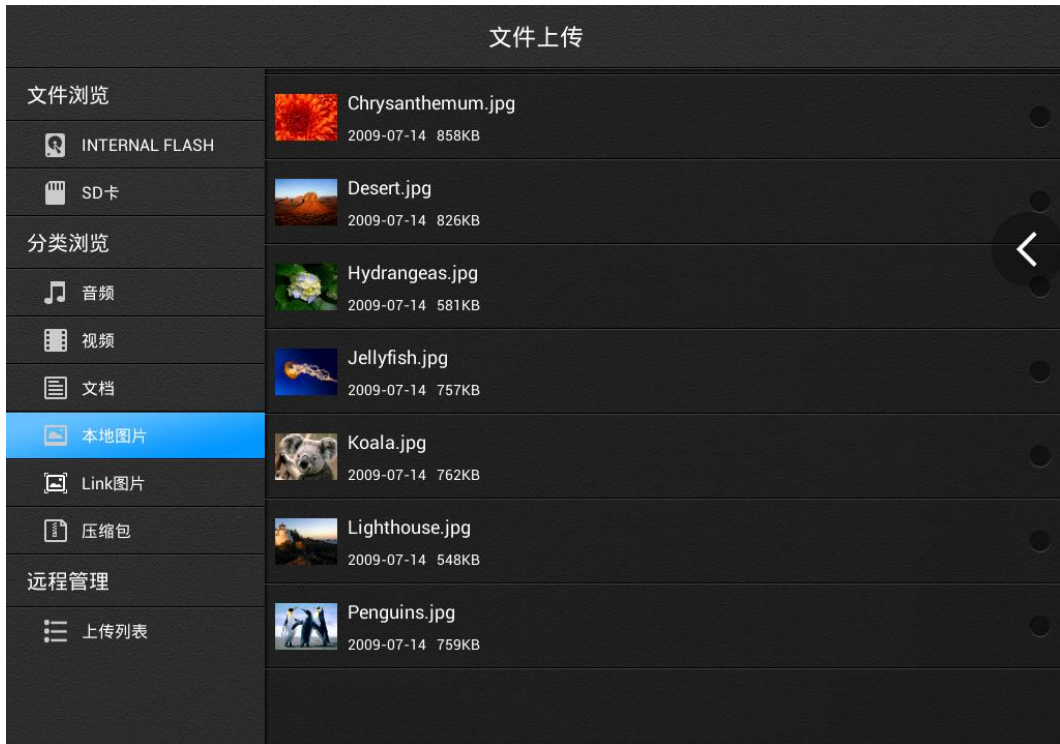 文件上传
文件浏览
INTERNAL FLASH
SD卡
分类浏览
音频
视频
文档
本地图片
Link图片
压缩包
远程管理
上传列表
Chrysanthemum.jpg
2009-07-14 858KB
Desert.jpg
2009-07-14 826KB
Hydrangeas.jpg
2009-07-14 581KB
Jellyfish.jpg
2009-07-14 757KB
Koala.jpg
2009-07-14 762KB
Lighthouse.jpg
2009-07-14 548KB
Penguins.jpg
2009-07-14 759KB